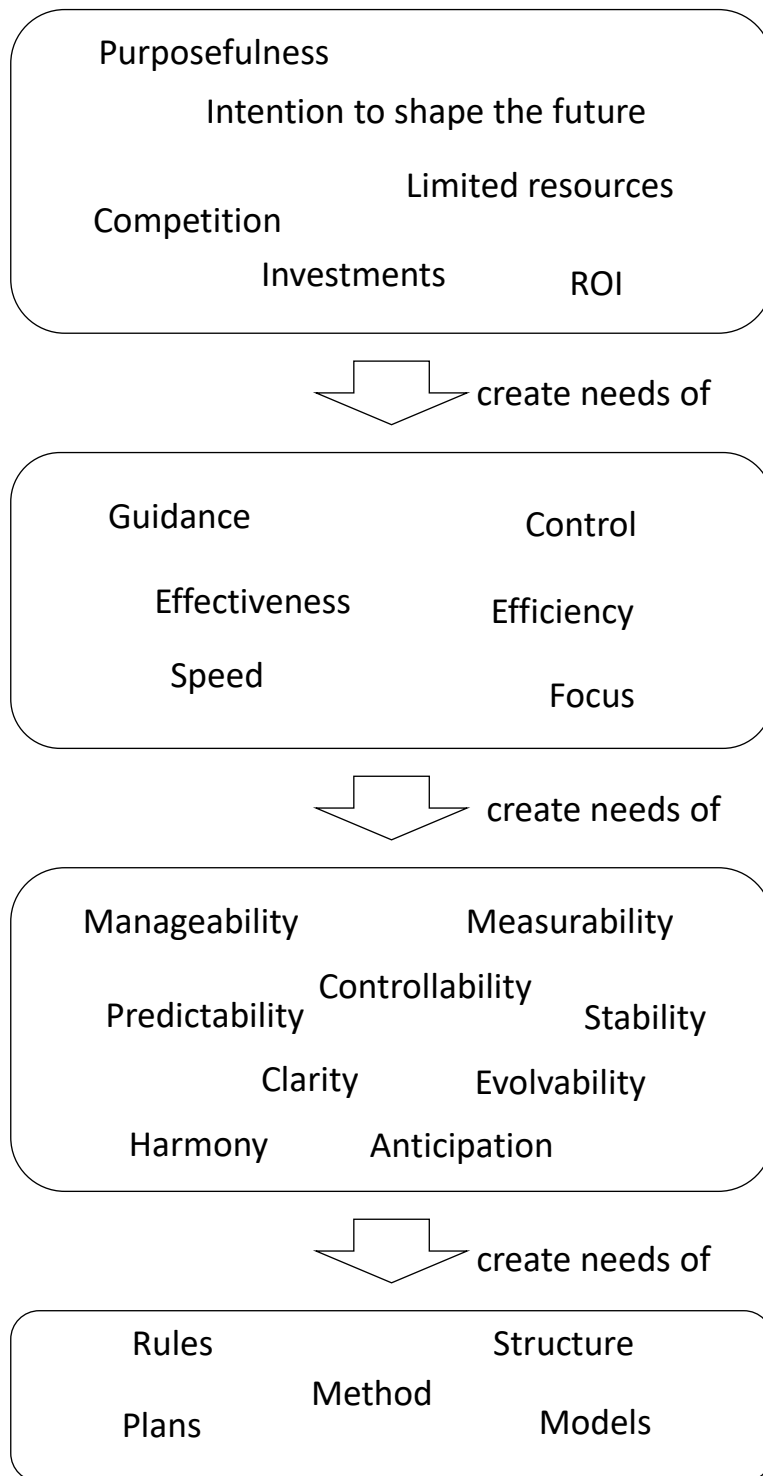 Purposefulness
Intention to shape the future
Limited resources
Competition
Investments
ROI
create needs of
Guidance
Control
Effectiveness
Efficiency
Speed
Focus
create needs of
Manageability
Measurability
Controllability
Predictability
Stability
Clarity
Evolvability
Harmony
Anticipation
create needs of
Rules
Structure
Method
Plans
Models